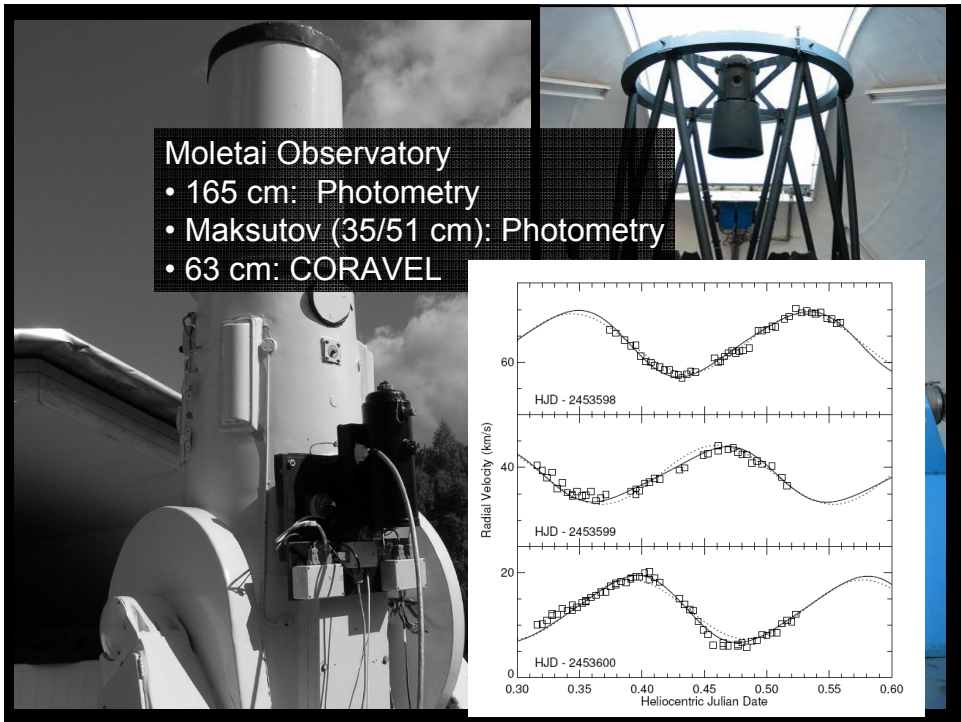 Moletai Observatory
• 165 cm:  Photometry
• Maksutov (35/51 cm): Photometry
• 63 cm: CORAVEL
60
HJD - 2453598
40
HJD - 2453599
20
HJD - 2453600
0
Radial Velocity (km/s)
0.30 0.35 0.40 0.45 0.50 0.55 0.60
Heliocentric Julian Date